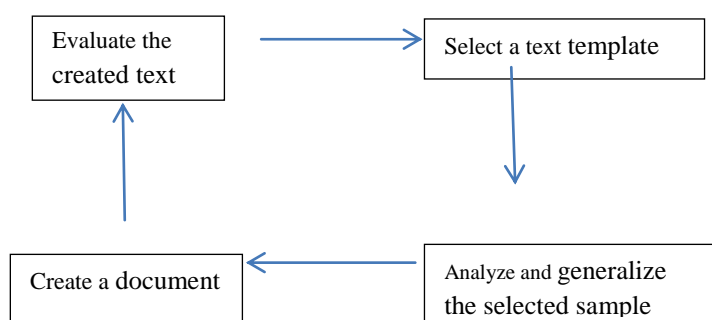 Evaluate the
created text
Select a text template
Create a document
Analyze and generalize
the selected sample